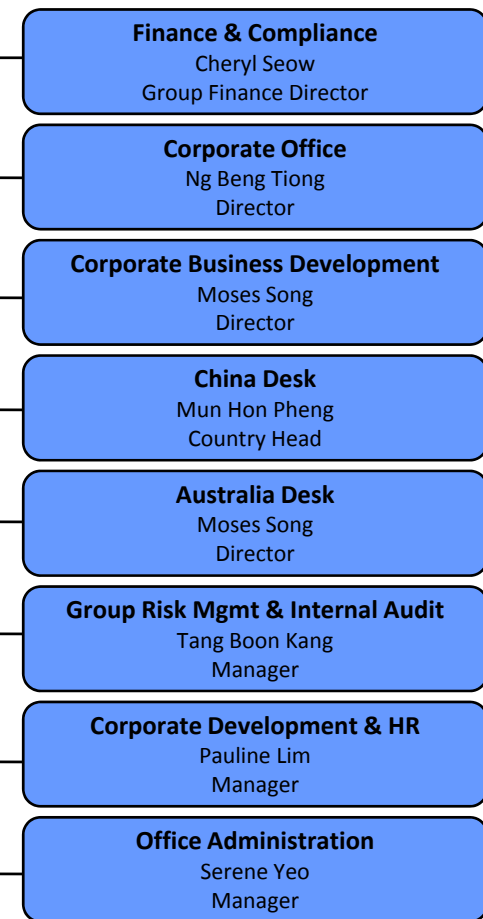 Finance & Compliance
Cheryl Seow
Group Finance Director
Corporate Office
Ng Beng Tiong
Director
Corporate Business Development
Moses Song
Director
China Desk
Mun Hon Pheng
Country Head
Australia Desk
Moses Song
Director
Group Risk Mgmt & Internal Audit
Tang Boon Kang
Manager
Corporate Development & HR
Pauline Lim
Manager
Office Administration
Serene Yeo
Manager